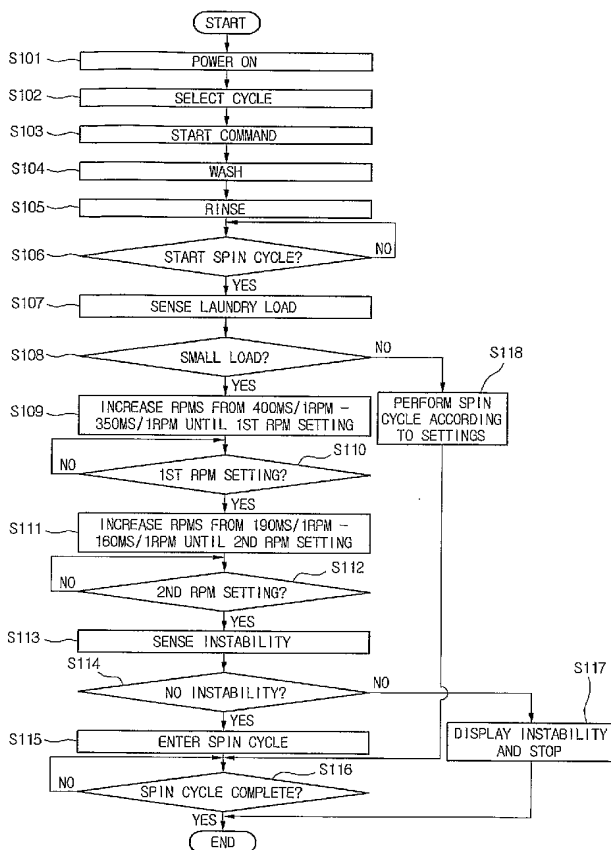 START
S101
POWER ON
S102
SELECT CYCLE
S103
START COMMAND
S104
WASH
S105
RINSE
S106
START SPIN CYCLE?
NO
YES
S107
SENSE LAUNDRY LOAD
S108
SMALL LOAD?
NO
S118
YES
S109
INCREASE RPMS FROM 400MS/1RPM -
350MS/1RPM UNTIL 1ST RPM SETTING
PERFORM SPIN
CYCLE ACCORDING
TO SETTINGS
S110
NO
1ST RPM SETTING?
YES
S111
INCREASE RPMS FROM 190MS/1RPM -
160MS/1RPM UNTIL 2ND RPM SETTING
S112
NO
2ND RPM SETTING?
YES
S113
SENSE INSTABILITY
S114
NO INSTABILITY?
NO
S117
YES
S115
ENTER SPIN CYCLE
DISPLAY INSTABILITY
AND STOP
S116
NO
SPIN CYCLE COMPLETE?
YES
END